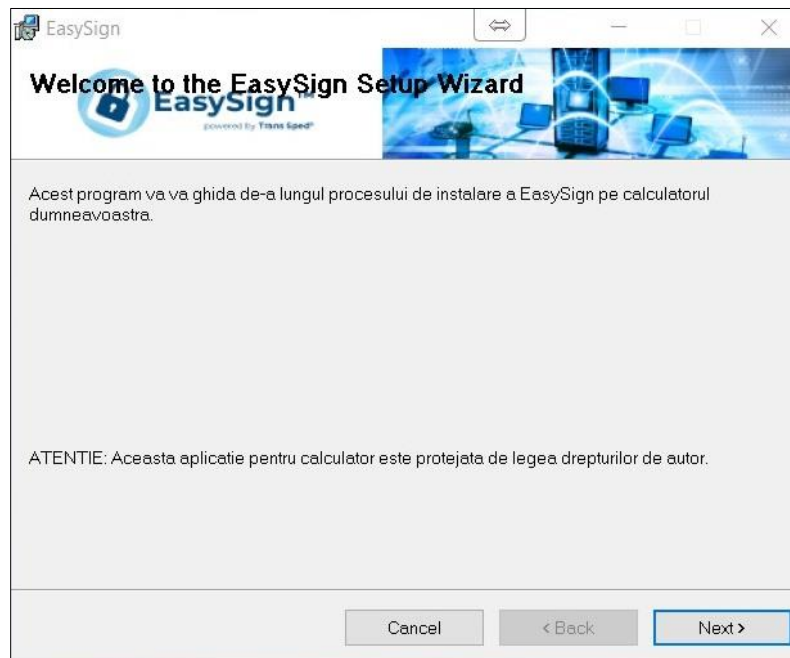 EasySign
Welcome to the EasySign Setup Wizard
EasySign™
powered by Trans Sped®
Acest program va va ghida de-a lungul procesului de instalare a EasySign pe calculatorul
dumneavoastra.
ATENTIE: Aceasta aplicatie pentru calculator este protejata de legea drepturilor de autor.
Cancel
< Back
Next >